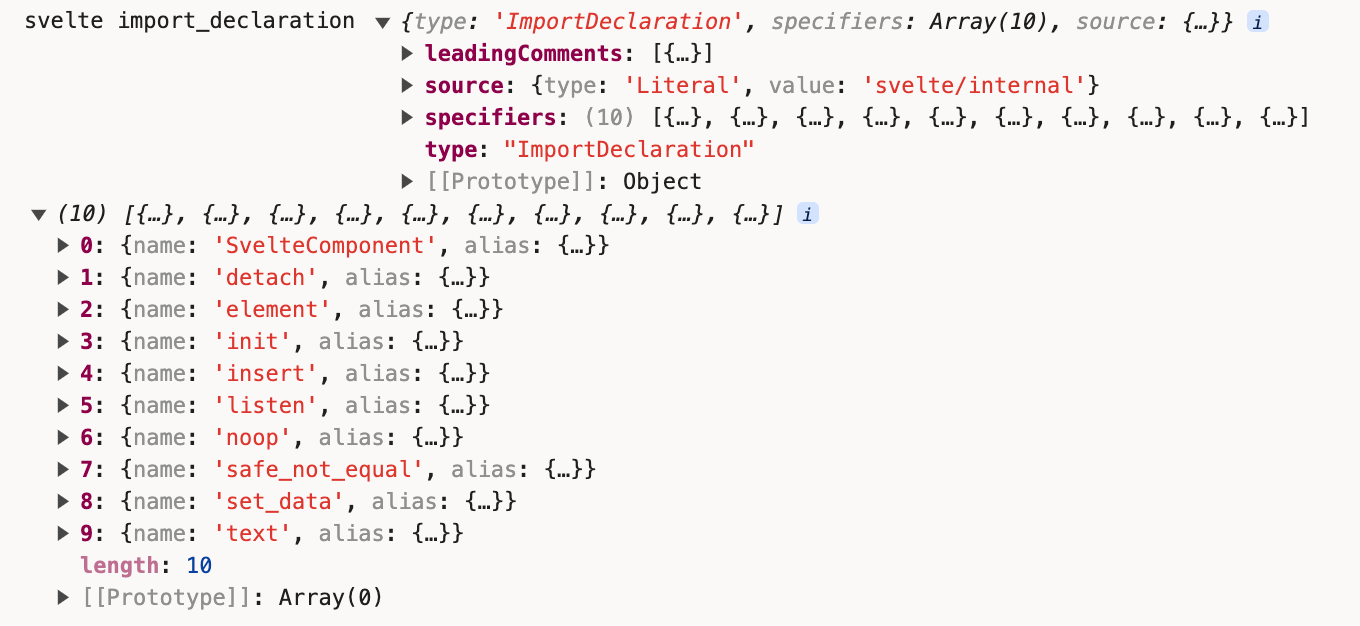 svelte import_declaration ▼ {type: 'ImportDeclaration', specifiers: Array(10), source: {…}} i
▶ leadingComments: [{…}]
▶ source: {type: 'Literal', value: 'svelte/internal'}
▶ specifiers: (10) [{…}, {…}, {…}, {…}, {…}, {…}, {…}, {…}, {…}, {…}]
type: "ImportDeclaration"
▶ [[Prototype]]: Object
▼ (10) [{…}, {…}, {…}, {…}, {…}, {…}, {…}, {…}, {…}, {…}] i
▶ 0: {name: 'SvelteComponent', alias: {…}}
▶ 1: {name: 'detach', alias: {…}}
▶ 2: {name: 'element', alias: {…}}
▶ 3: {name: 'init', alias: {…}}
▶ 4: {name: 'insert', alias: {…}}
▶ 5: {name: 'listen', alias: {…}}
▶ 6: {name: 'noop', alias: {…}}
▶ 7: {name: 'safe_not_equal', alias: {…}}
▶ 8: {name: 'set_data', alias: {…}}
▶ 9: {name: 'text', alias: {…}}
length: 10
▶ [[Prototype]]: Array(0)